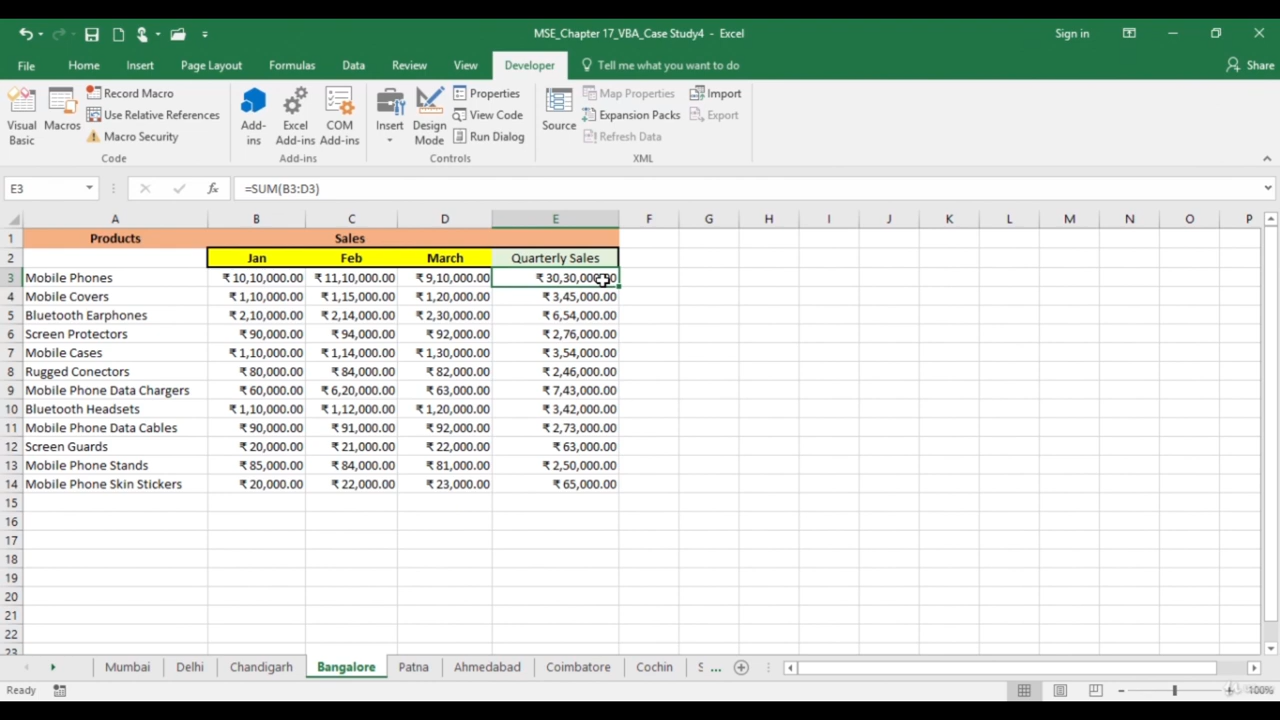 MSE_Chapter 17_VBA_Case Study4 - Excel
Sign in
File Home Insert Page Layout Formulas Data Review View Developer Tell me what you want to do Share
Visual Basic
Macros
Record Macro
Use Relative References
Macro Security
Code
Add-ins
Excel Add-ins
COM Add-ins
Add-ins
Insert
Design Mode
Properties
View Code
Run Dialog
Controls
Source
Map Properties
Expansion Packs
Refresh Data
Import
Export
XML
E3 fx =SUM(B3:D3)
A B C D E F G H I J K L M N O P
1 Products Sales
2 Jan Feb March Quarterly Sales
3 Mobile Phones ₹ 10,10,000.00 ₹ 11,10,000.00 ₹ 9,10,000.00
4 Mobile Covers ₹ 1,10,000.00 ₹ 1,15,000.00 ₹ 1,20,000.00 ₹ 3,45,000.00
5 Bluetooth Earphones ₹ 2,10,000.00 ₹ 2,14,000.00 ₹ 2,30,000.00 ₹ 6,54,000.00
6 Screen Protectors ₹ 90,000.00 ₹ 94,000.00 ₹ 92,000.00 ₹ 2,76,000.00
7 Mobile Cases ₹ 1,10,000.00 ₹ 1,14,000.00 ₹ 1,30,000.00 ₹ 3,54,000.00
8 Rugged Conectors ₹ 80,000.00 ₹ 84,000.00 ₹ 82,000.00 ₹ 2,46,000.00
9 Mobile Phone Data Chargers ₹ 60,000.00 ₹ 6,20,000.00 ₹ 63,000.00 ₹ 7,43,000.00
10 Bluetooth Headsets ₹ 1,10,000.00 ₹ 1,12,000.00 ₹ 1,20,000.00 ₹ 3,42,000.00
11 Mobile Phone Data Cables ₹ 90,000.00 ₹ 91,000.00 ₹ 92,000.00 ₹ 2,73,000.00
12 Screen Guards ₹ 20,000.00 ₹ 21,000.00 ₹ 22,000.00 ₹ 63,000.00
13 Mobile Phone Stands ₹ 85,000.00 ₹ 84,000.00 ₹ 81,000.00 ₹ 2,50,000.00
14 Mobile Phone Skin Stickers ₹ 20,000.00 ₹ 22,000.00 ₹ 23,000.00 ₹ 65,000.00
15
16
17
18
19
20
21
22
23
Mumbai Delhi Chandigarh Bangalore Patna Ahmedabad Coimbatore Cochin S ...
Ready 100%